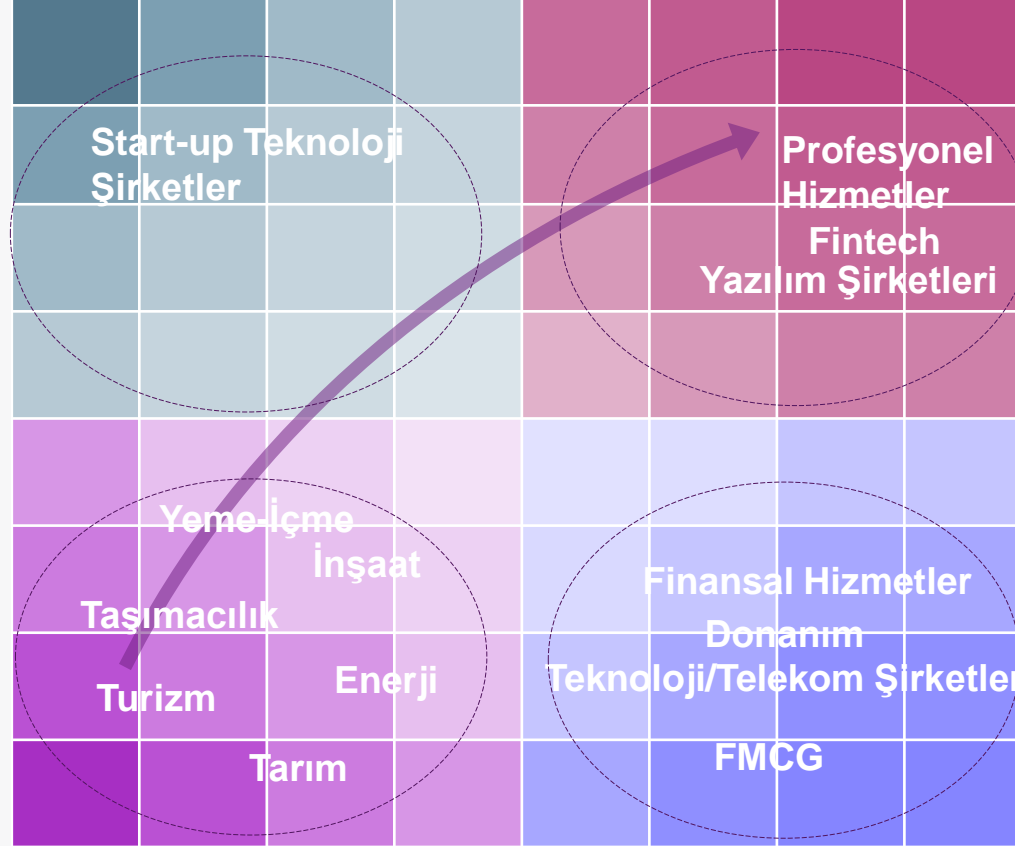 Start-up Teknoloji
Şirketler
Profesyonel
Hizmetler
Fintech
Yazılım Şirketleri
Yeme-İçme
İnşaat
Taşımacılık
Turizm
Enerji
Tarım
Finansal Hizmetler
Donanım
Teknoloji/Telekom Şirketler
FMCG